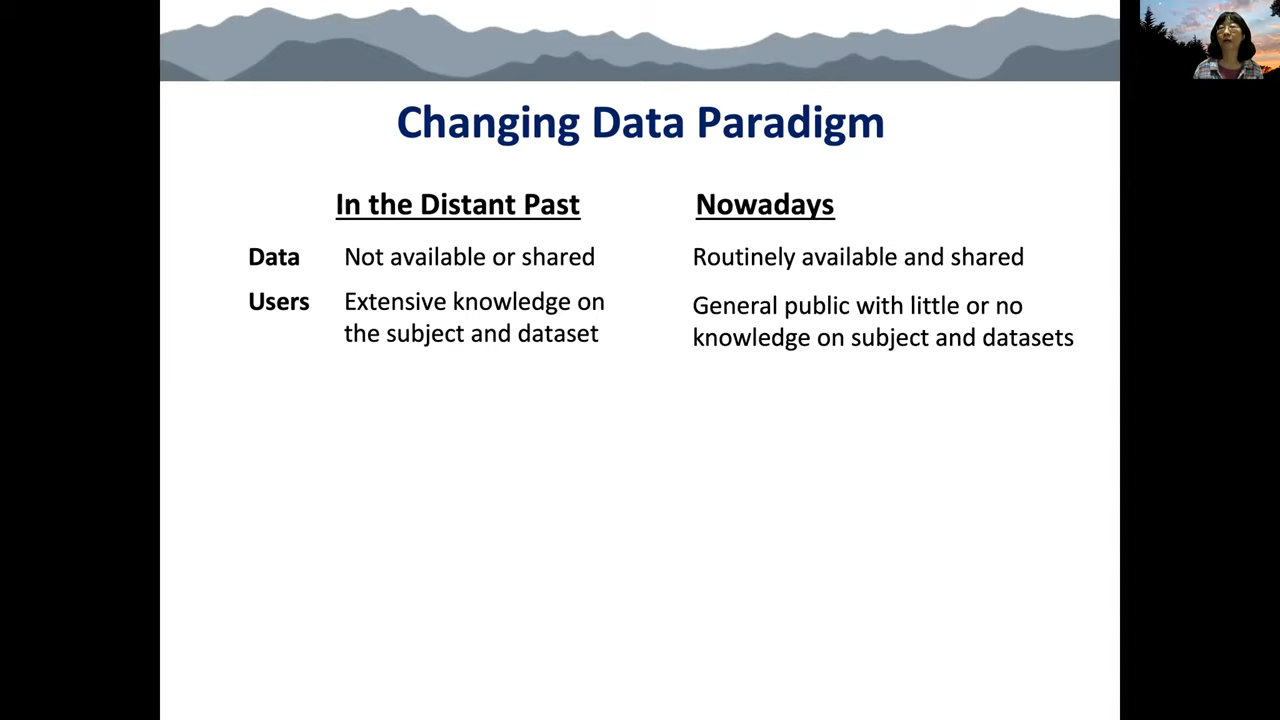 Changing Data Paradigm
In the Distant Past
Nowadays
Data
Not available or shared
Routinely available and shared
Users
Extensive knowledge on
the subject and dataset
General public with little or no
knowledge on subject and datasets